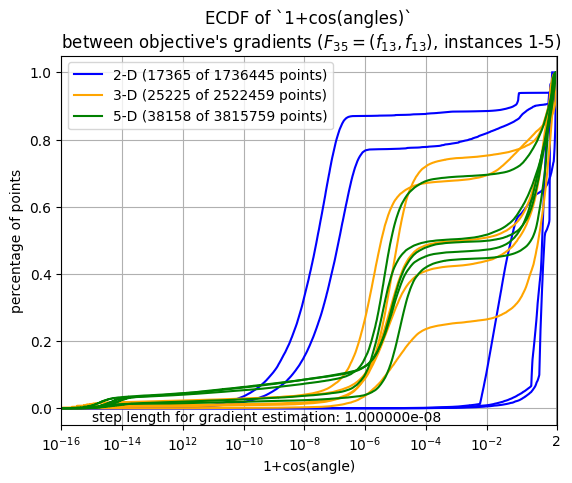 ECDF of `1+cos(angles)`
between objective's gradients (F₃₅ = (f₁₃, f₁₃), instances 1-5)
2-D (17365 of 1736445 points)
3-D (25225 of 2522459 points)
5-D (38158 of 3815759 points)
percentage of points
1.0
0.8
0.6
0.4
0.2
0.0
step length for gradient estimation: 1.000000e-08
10⁻¹⁶ 10⁻¹⁴ 10⁻¹² 10⁻¹⁰ 10⁻⁸ 10⁻⁶ 10⁻⁴ 10⁻² 2
1+cos(angle)